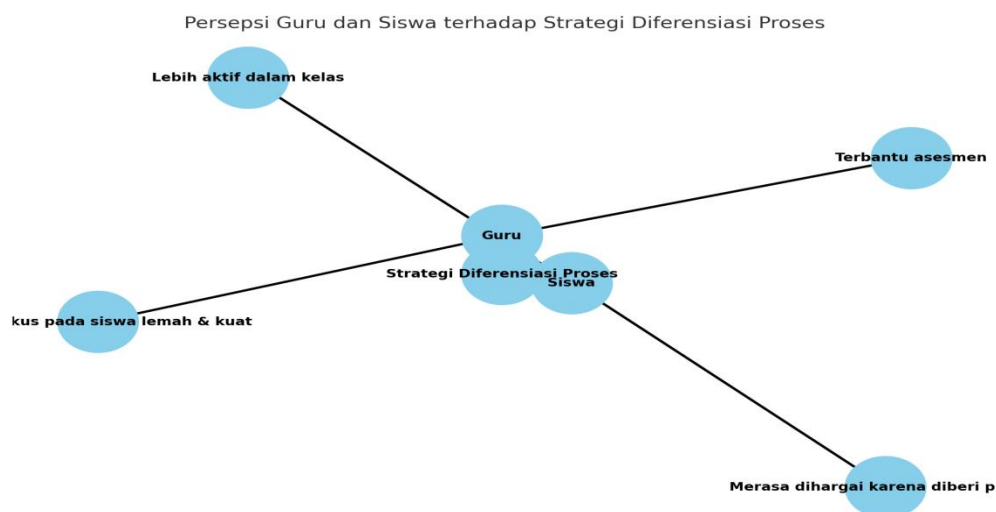 Persepsi Guru dan Siswa terhadap Strategi Diferensiasi Proses
Lebih aktif dalam kelas
Terbantu asesmen
Guru
Strategi Diferensiasi Proses
Siswa
kus pada siswa lemah & kuat
Merasa dihargai karena diberi p